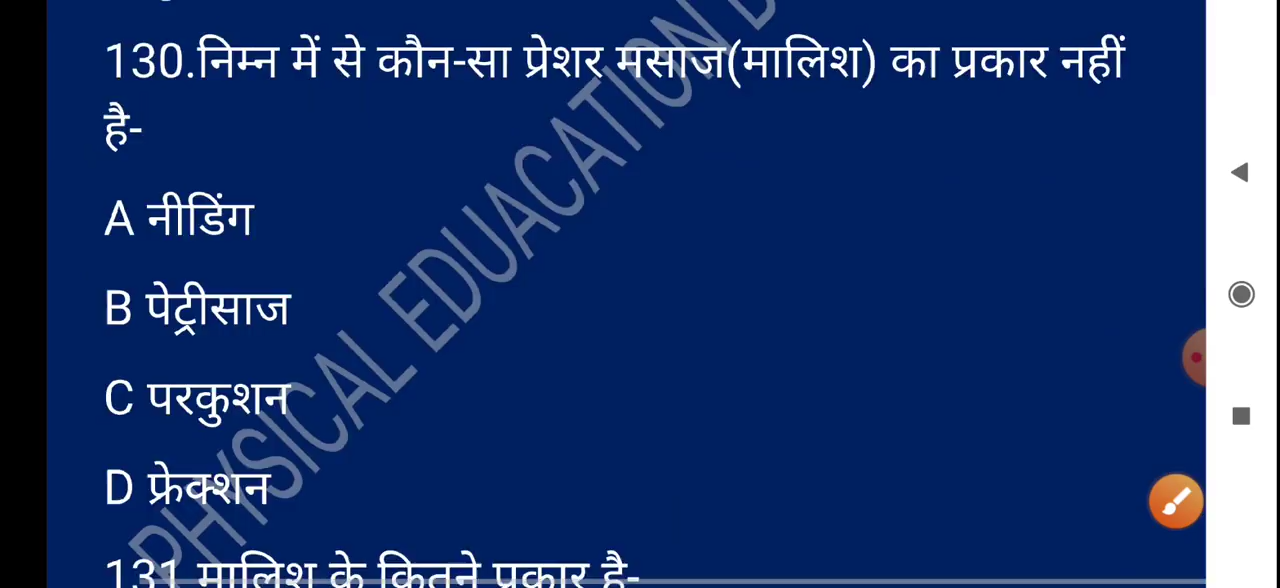 130.निम्न में से कौन-सा प्रेशर मसाज(मालिश) का प्रकार नहीं
है-
A नीडिंग
B पेट्रीसाज
C परकुशन
D फ्रेक्शन
131 मालिश के कितने प्रकार है-
PHYSICAL EDUACATION